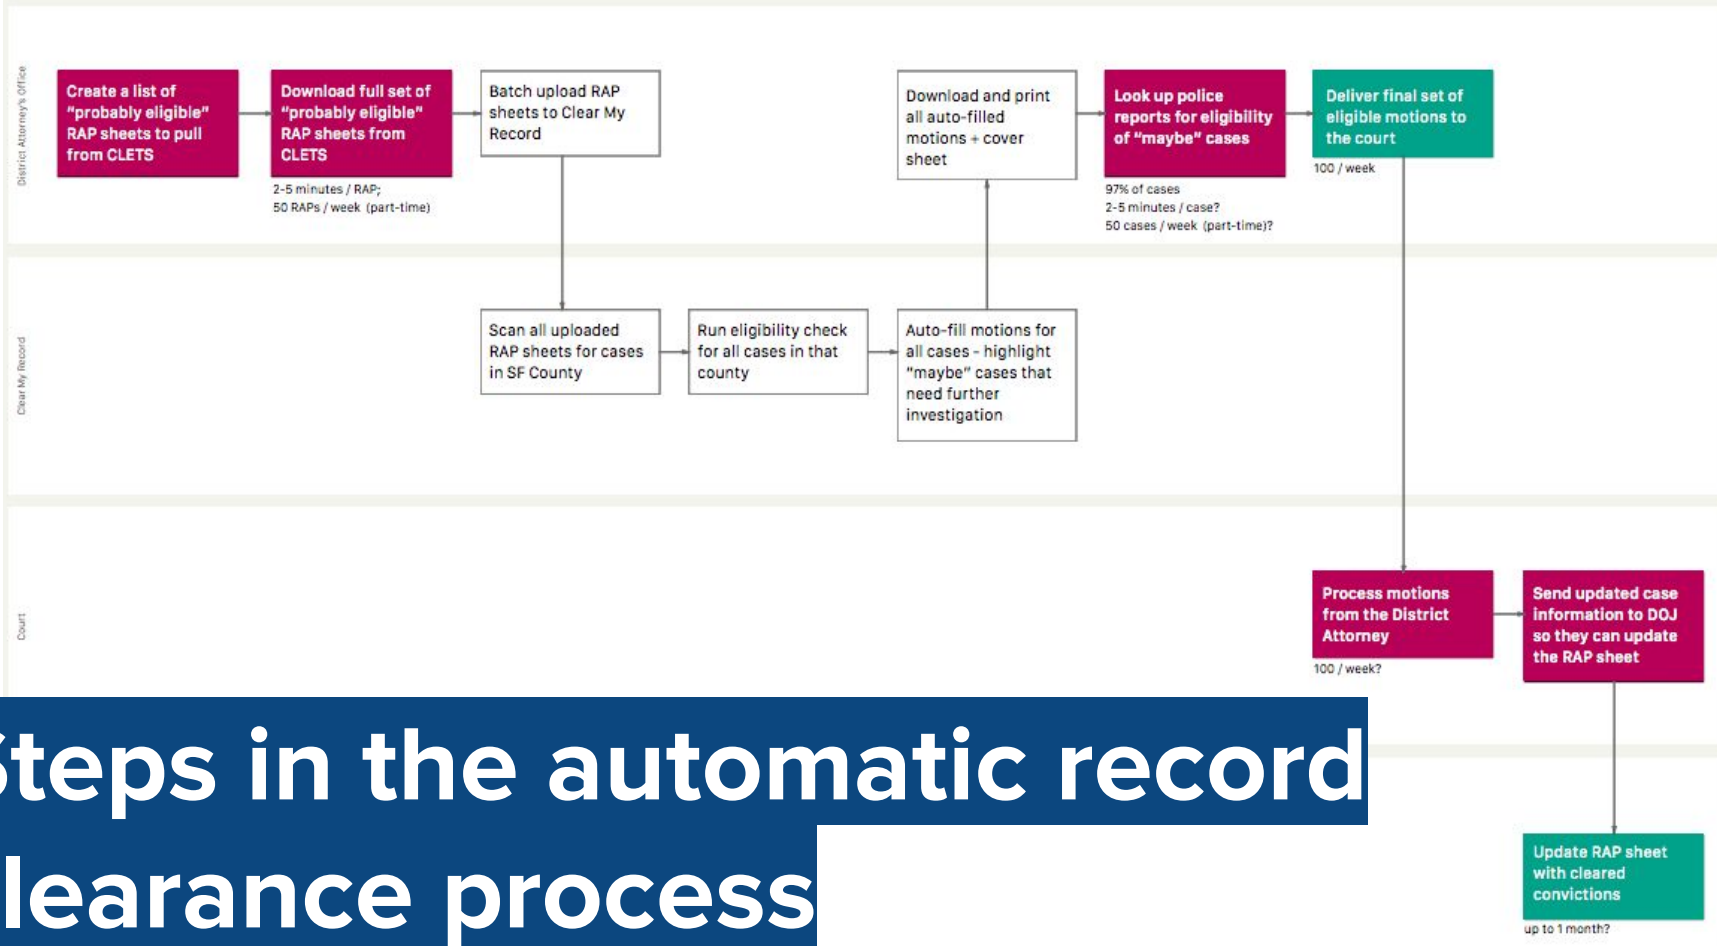 District Attorney's Office
Create a list of
"probably eligible"
RAP sheets to pull
from CLETS
Download full set of
"probably eligible"
RAP sheets from
CLETS
2-5 minutes / RAP;
50 RAPs / week (part-time)
Batch upload RAP
sheets to Clear My
Record
Download and print
all auto-filled
motions + cover
sheet
Look up police
reports for eligibility
of "maybe" cases
97% of cases
2-5 minutes / case?
50 cases / week (part-time)?
Deliver final set of
eligible motions to
the court
100 / week
Clear My Record
Scan all uploaded
RAP sheets for cases
in SF County
Run eligibility check
for all cases in that
county
Auto-fill motions for
all cases - highlight
"maybe" cases that
need further
investigation
Court
Process motions
from the District
Attorney
100 / week?
Send updated case
information to DOJ
so they can update
the RAP sheet
Steps in the automatic record
learance process
Update RAP sheet
with cleared
convictions
up to 1 month?